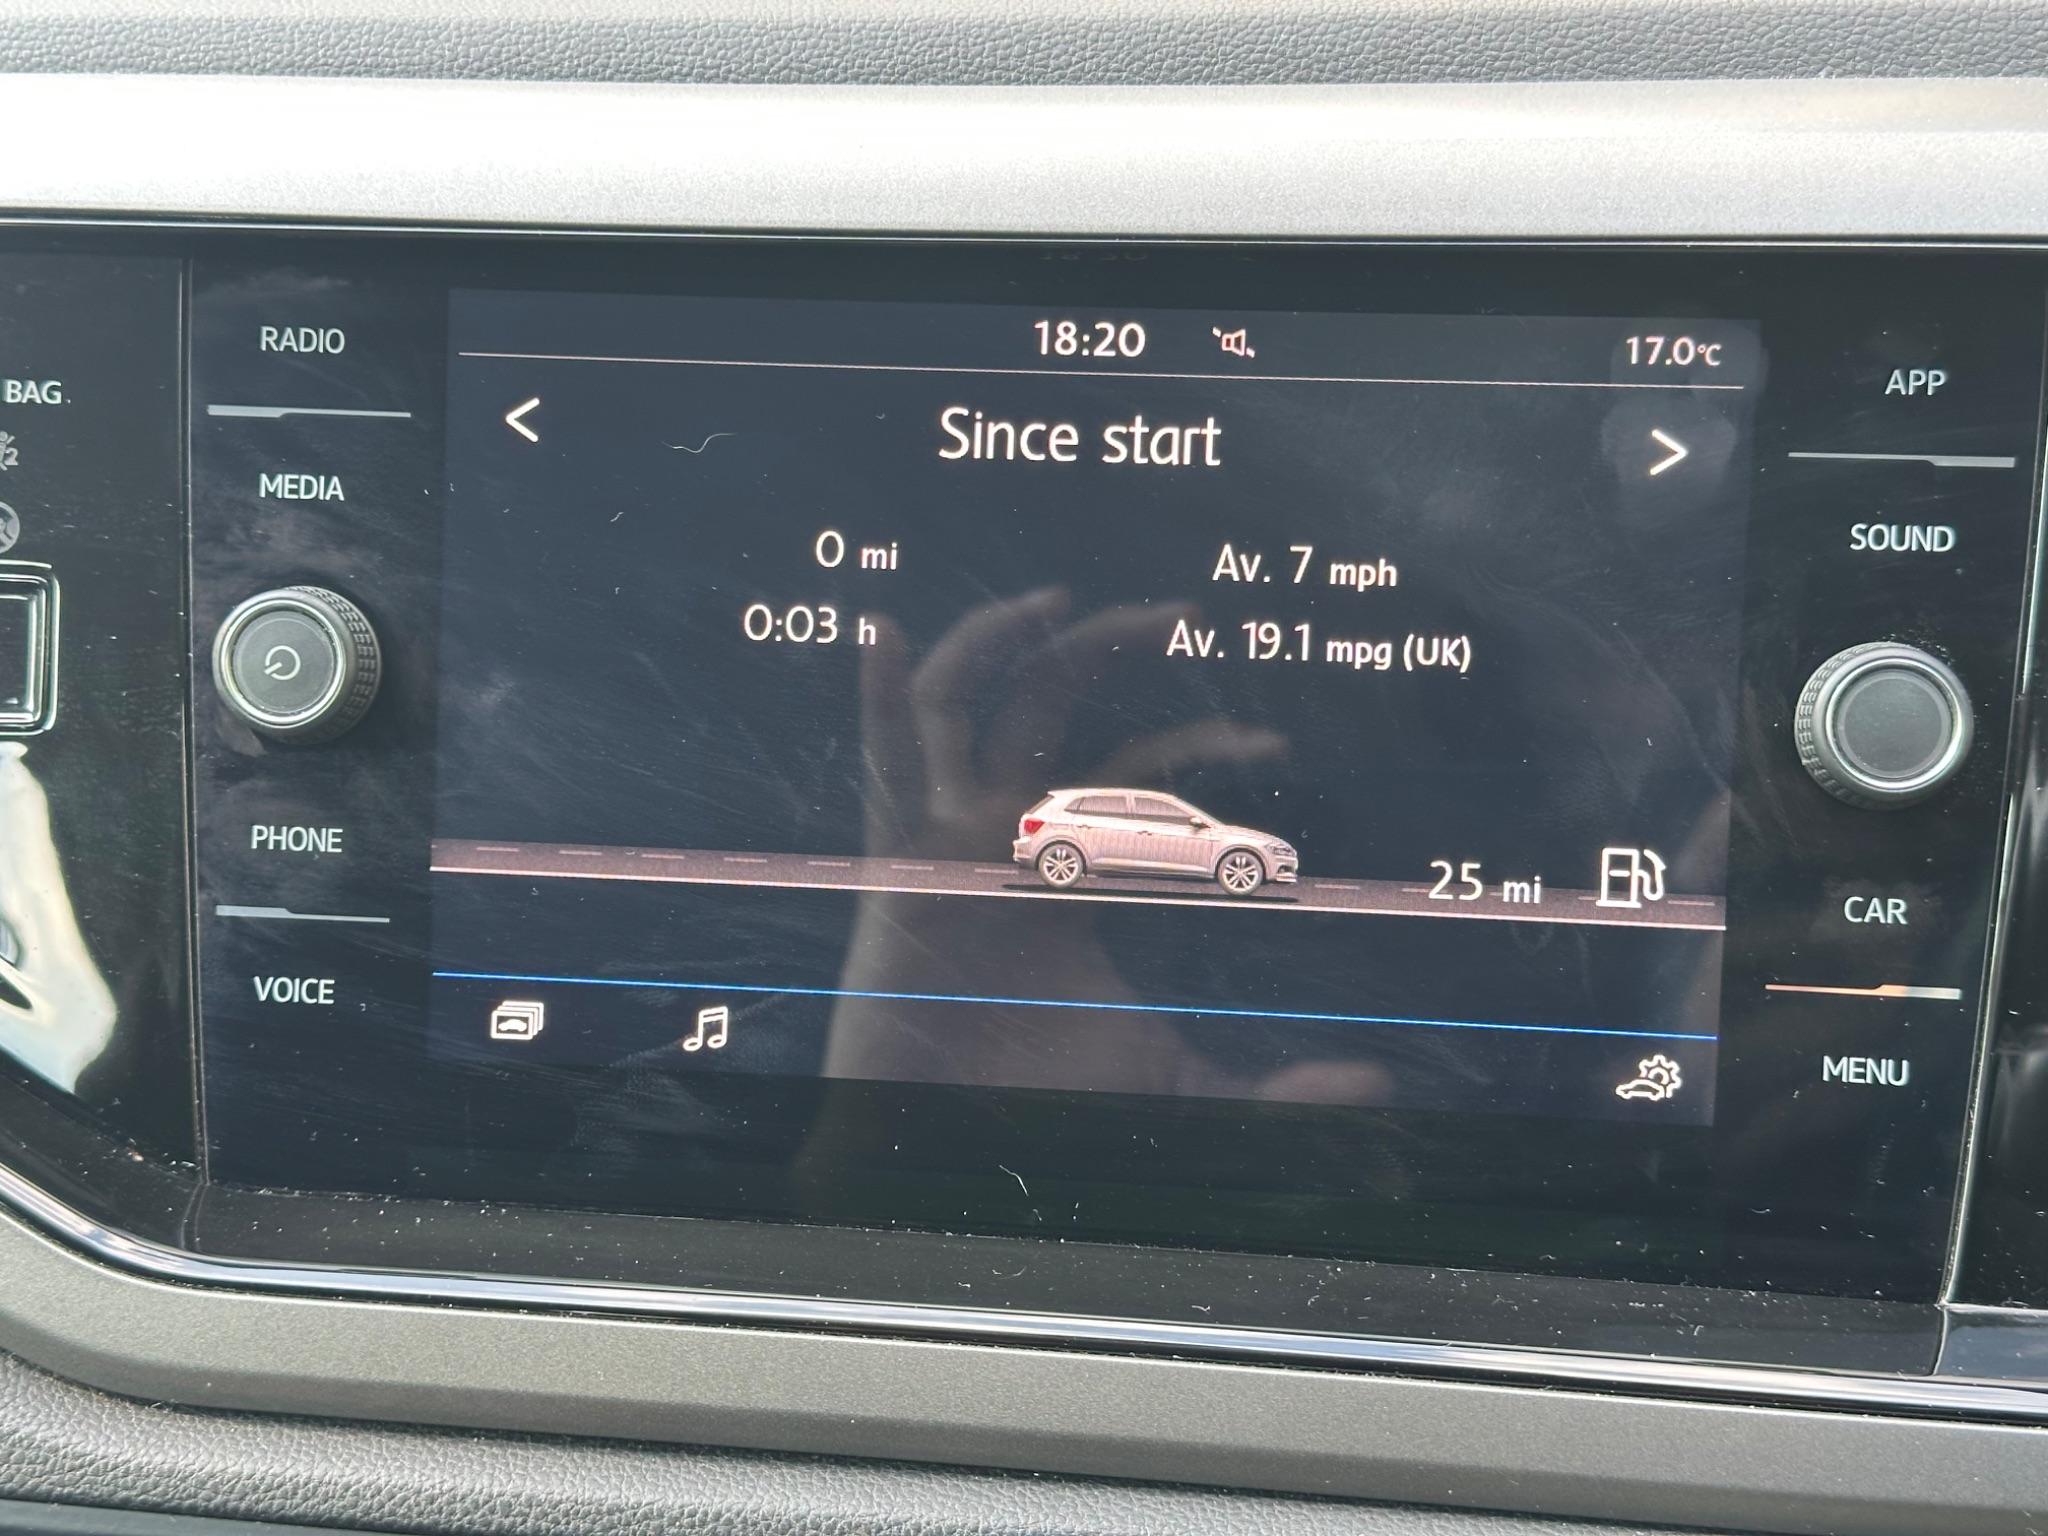 18:20
17.0°C
RADIO
BAG
APP
< Since start >
MEDIA
SOUND
0 mi
Av. 7 mph
0:03 h
Av. 19.1 mpg (UK)
PHONE
25 mi
CAR
VOICE
MENU